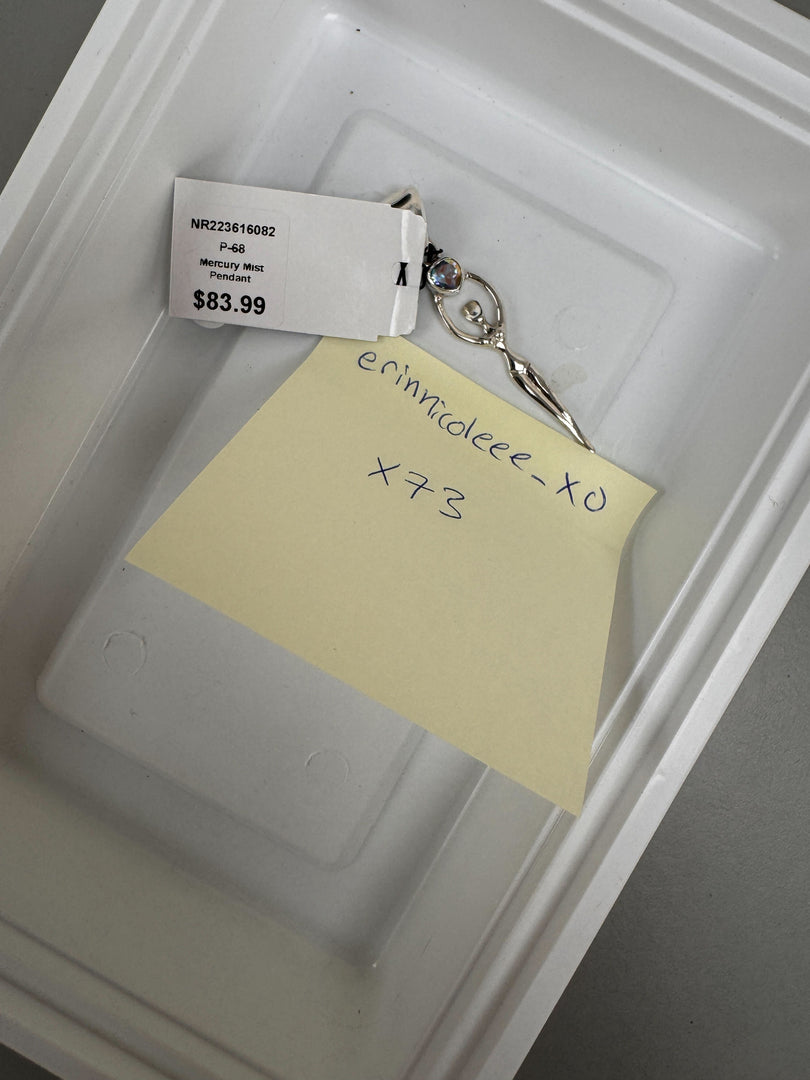 NR223616082
P-68
Mercury Mist
Pendant
$83.99
X
erinnicoleee_XO
X73